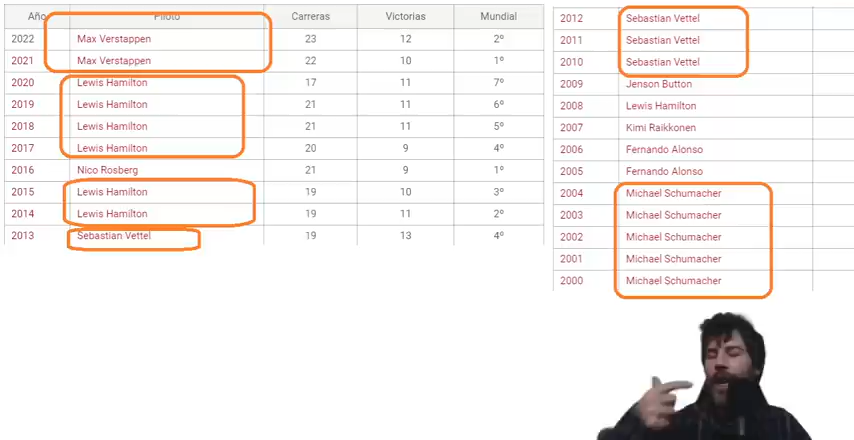 Año Piloto Carreras Victorias Mundial
2022 Max Verstappen 23 12 2º
2021 Max Verstappen 22 10 1º
2020 Lewis Hamilton 17 11 7º
2019 Lewis Hamilton 21 11 6º
2018 Lewis Hamilton 21 11 5º
2017 Lewis Hamilton 20 9 4º
2016 Nico Rosberg 21 9 1º
2015 Lewis Hamilton 19 10 3º
2014 Lewis Hamilton 19 11 2º
2013 Sebastian Vettel 19 13 4º
2012 Sebastian Vettel
2011 Sebastian Vettel
2010 Sebastian Vettel
2009 Jenson Button
2008 Lewis Hamilton
2007 Kimi Raikkonen
2006 Fernando Alonso
2005 Fernando Alonso
2004 Michael Schumacher
2003 Michael Schumacher
2002 Michael Schumacher
2001 Michael Schumacher
2000 Michael Schumacher